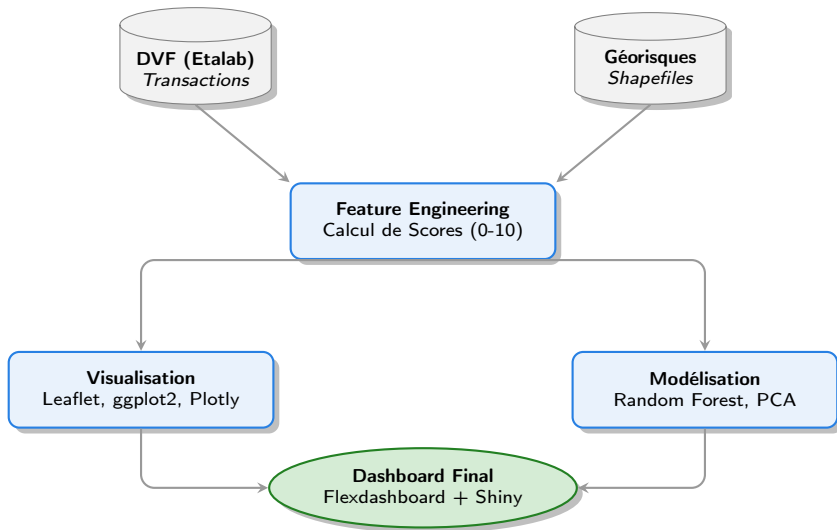 DVF (Etalab)
Transactions
Géorisques
Shapefiles
Feature Engineering
Calcul de Scores (0-10)
Visualisation
Leaflet, ggplot2, Plotly
Modélisation
Random Forest, PCA
Dashboard Final
Flexdashboard + Shiny